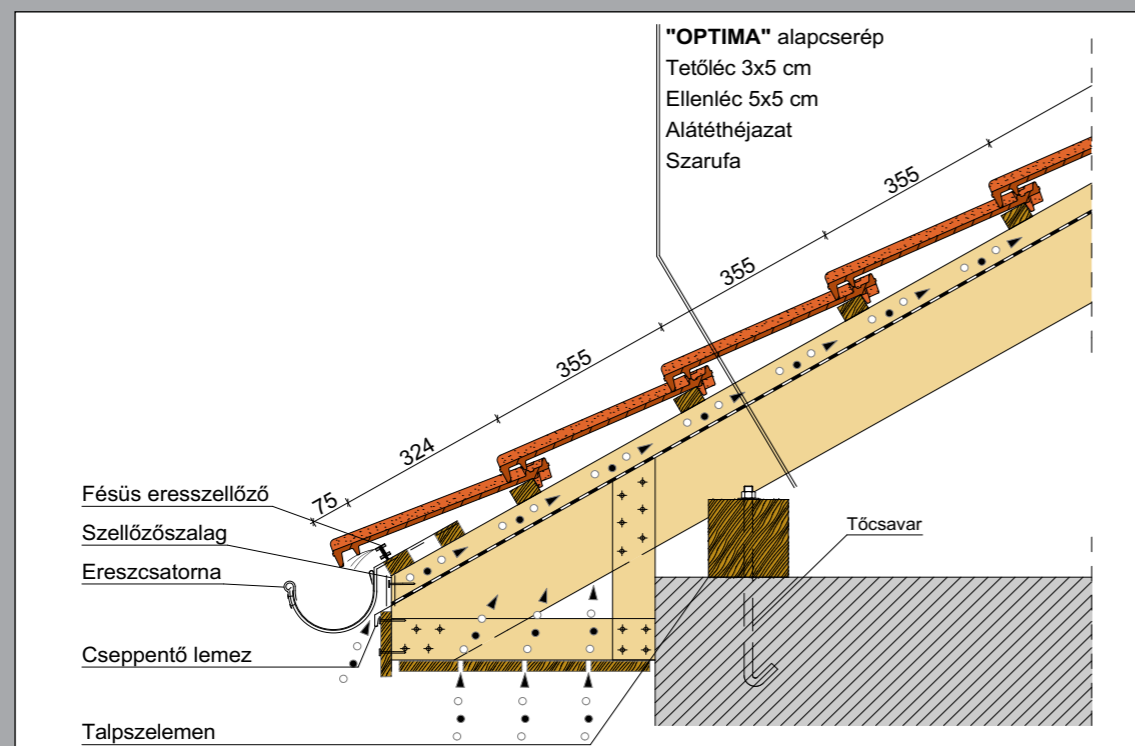 "OPTIMA" alapcserép
Tetőléc 3x5 cm
Ellenléc 5x5 cm
Alátéthéjazat
Szarufa
355
355
355
324
75
Fésüs eresszellőző
Szellőzőszalag
Ereszcsatorna
Tőcsavar
Cseppentő lemez
Talpszelemen